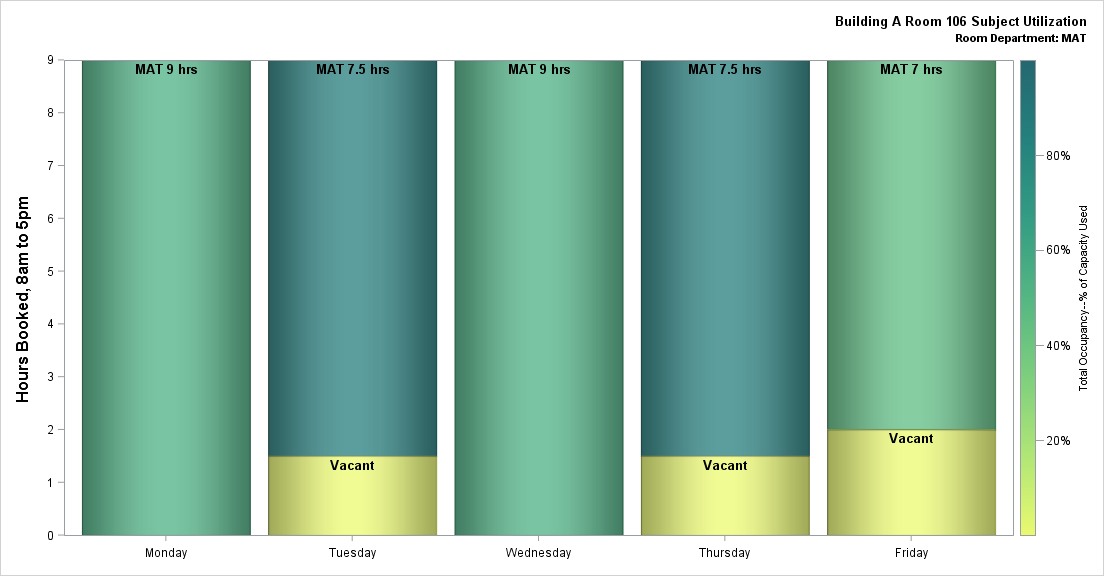 Building A Room 106 Subject Utilization
Room Department: MAT
Hours Booked, 8am to 5pm
9
8
7
6
5
4
3
2
1
0
MAT 9 hrs
MAT 7.5 hrs
MAT 9 hrs
MAT 7.5 hrs
MAT 7 hrs
Vacant
Vacant
Vacant
Monday
Tuesday
Wednesday
Thursday
Friday
80%
60%
40%
20%
Total Occupancy--% of Capacity Used